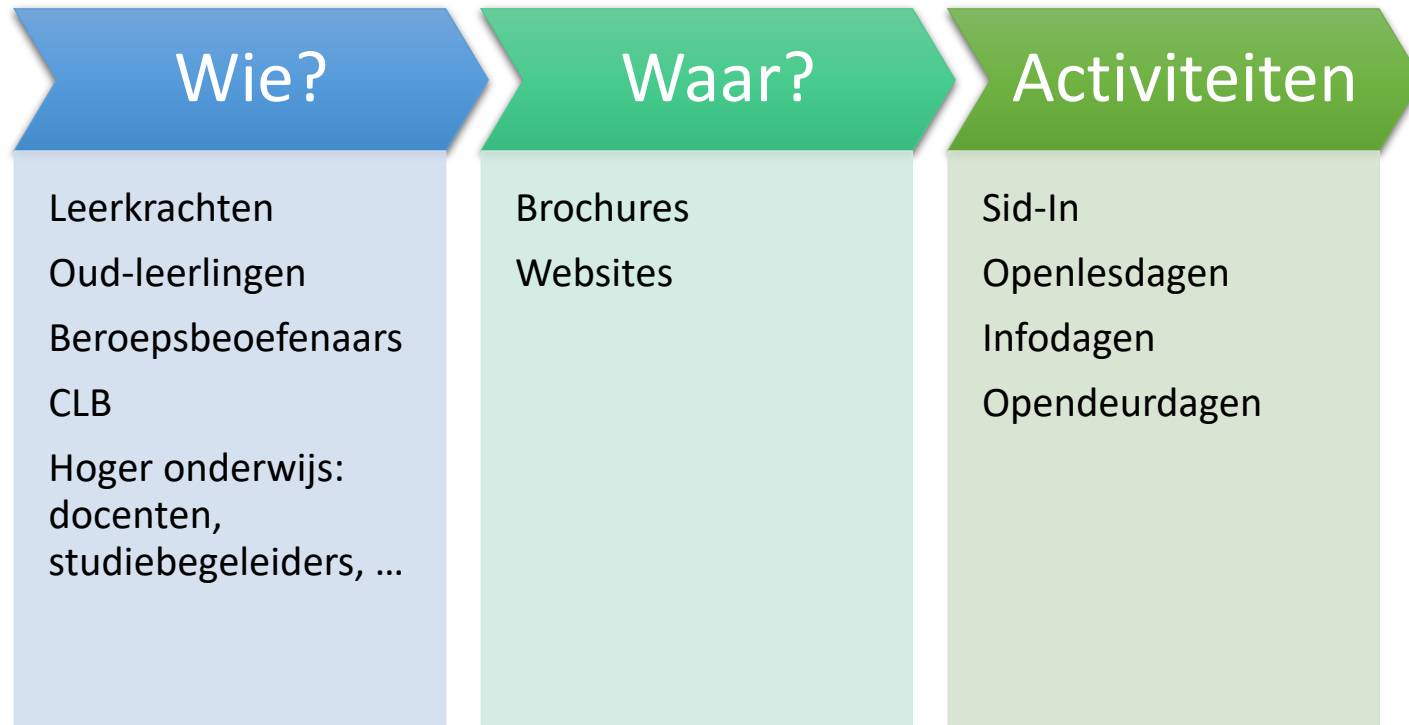 Wie?
Leerkrachten
Oud-leerlingen
Beroepsbeoefenaars
CLB
Hoger onderwijs:
docenten,
studiebegeleiders, …
Waar?
Brochures
Websites
Activiteiten
Sid-In
Openlesdagen
Infodagen
Opendeurdagen